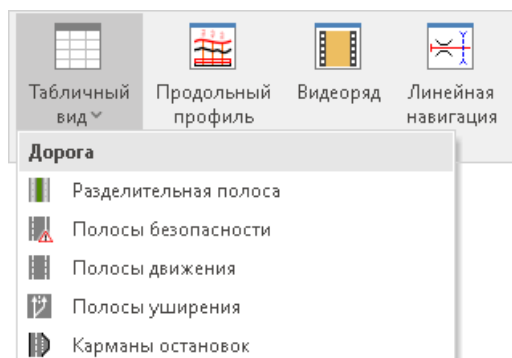 Табличный вид
Продольный профиль
Видеоряд
Линейная навигация
Дорога
Разделительная полоса
Полосы безопасности
Полосы движения
Полосы уширения
Карманы остановок